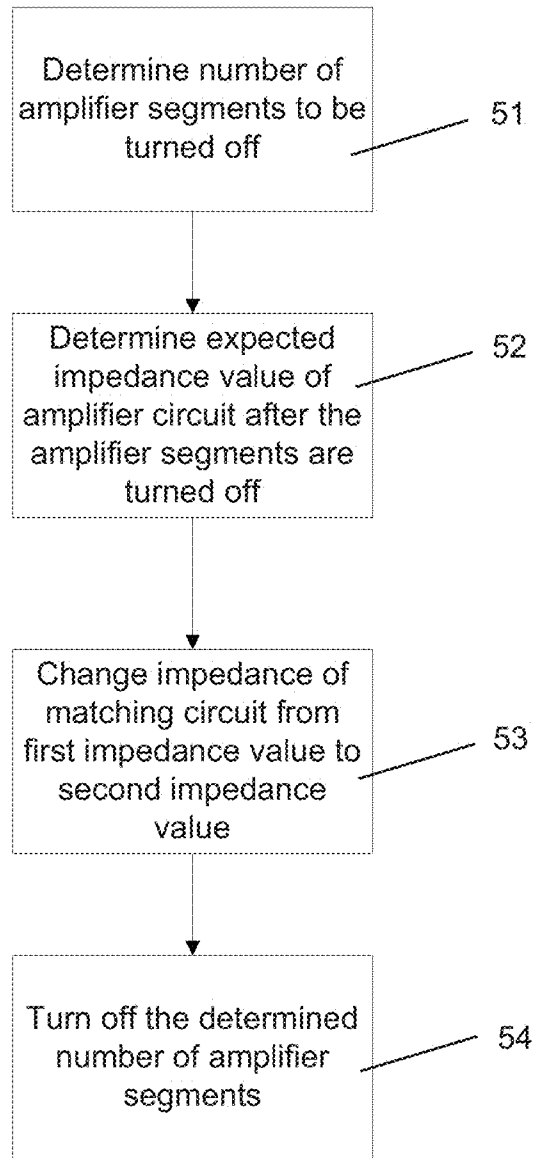 Determine number of
amplifier segments to be
turned off
51
Determine expected
impedance value of
amplifier circuit after the
amplifier segments are
turned off
52
Change impedance of
matching circuit from
first impedance value to
second impedance
value
53
Turn off the determined
number of amplifier
segments
54